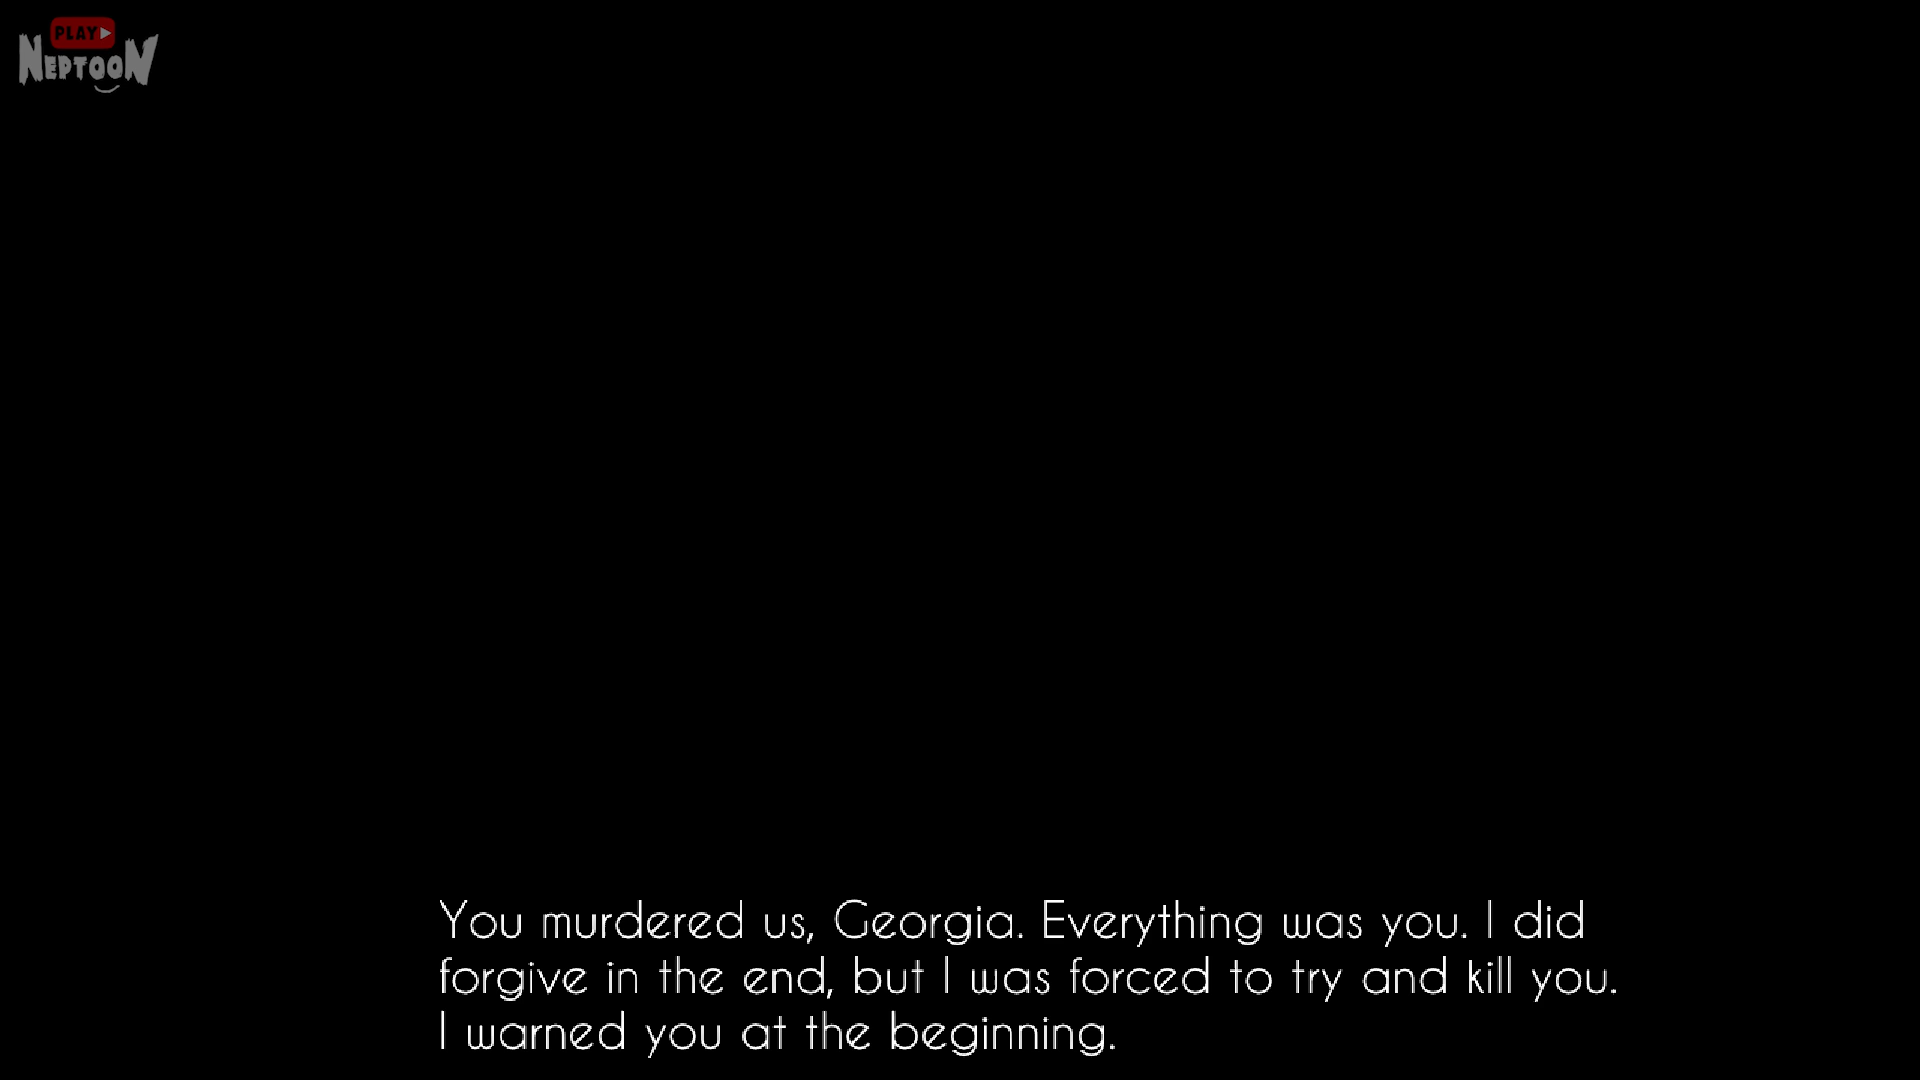 PLAY
NEPTOON
You murdered us, Georgia. Everything was you. I did
forgive in the end, but I was forced to try and kill you.
I warned you at the beginning.